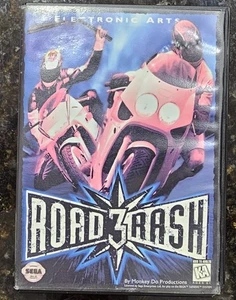 ELECTRONIC ARTS
ROAD 3 RASH
SEGA
By Monkey Do Productions
K-A